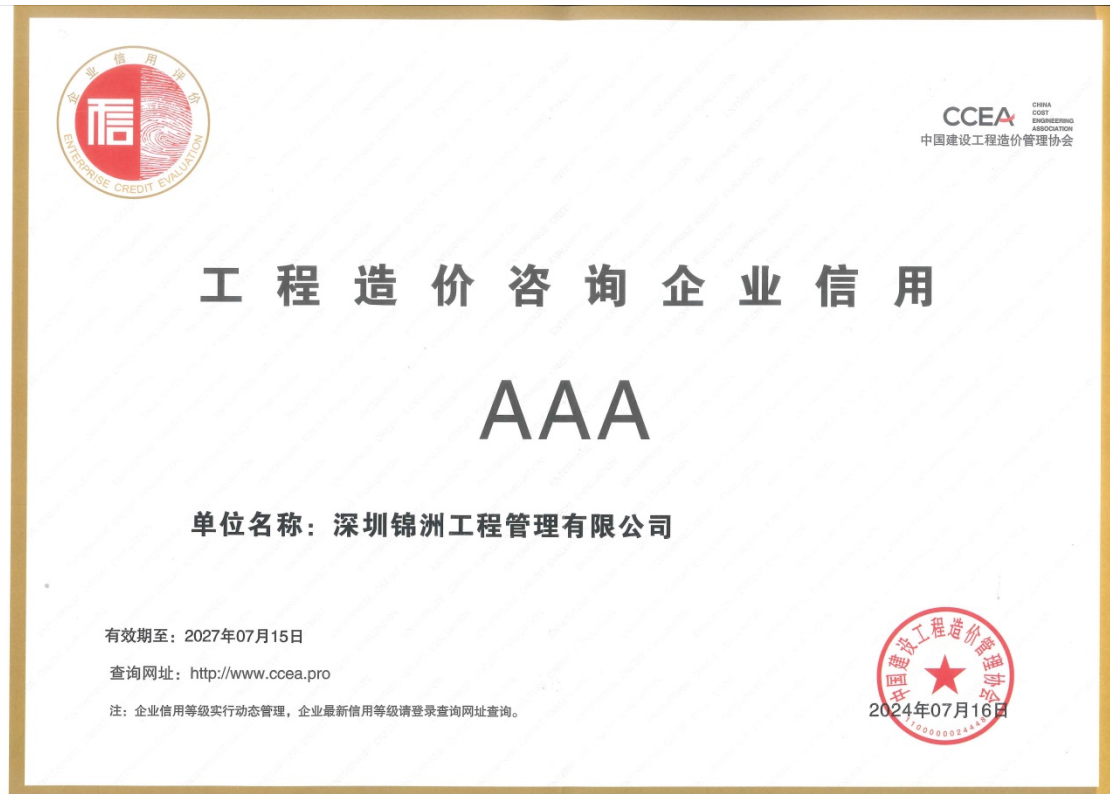 企业信用评价
信
ENTERPRISE CREDIT EVALUATION
CCEA
CHINA
COST
ENGINEERING
ASSOCIATION
中国建设工程造价管理协会
工程造价咨询企业信用
AAA
单位名称：深圳锦洲工程管理有限公司
有效期至：2027年07月15日
查询网址：http://www.ccea.pro
注：企业信用等级实行动态管理，企业最新信用等级请登录查询网址查询。
中国建设工程造价管理协会
2024年07月16日